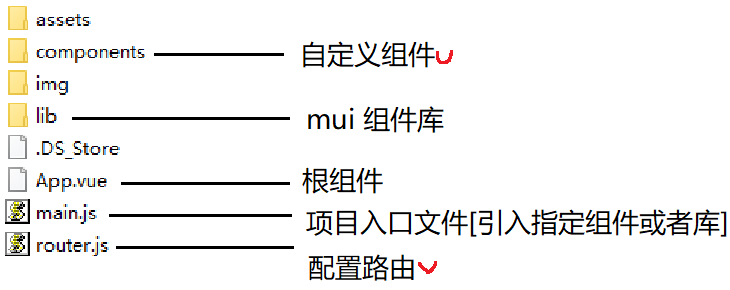 assets
components 自定义组件
img
lib mui 组件库
.DS_Store
App.vue 根组件
main.js 项目入口文件[引入指定组件或者库]
router.js 配置路由